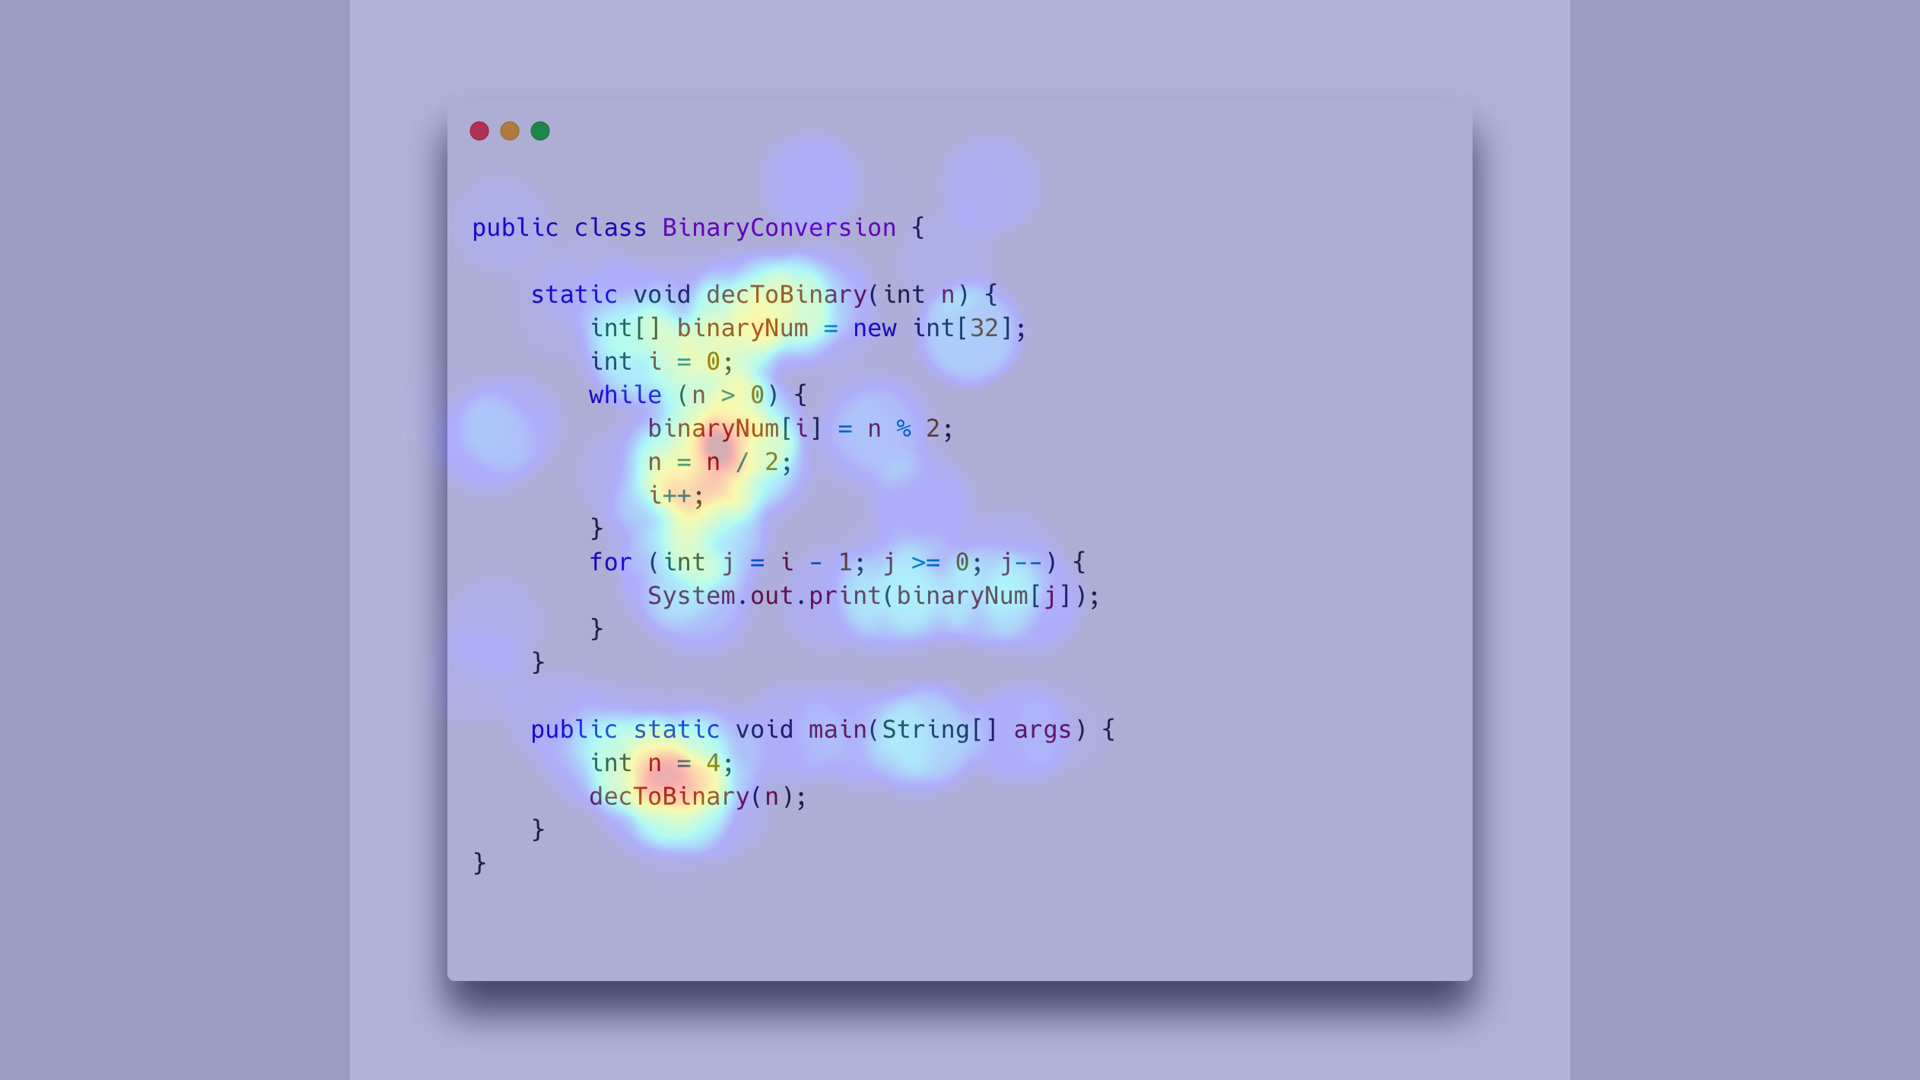 public class BinaryConversion {
static void decToBinary(int n) {
int[] binaryNum = new int[32];
int i = 0;
while (n > 0) {
binaryNum[i] = n % 2;
n = n / 2;
i++;
}
for (int j = i - 1; j >= 0; j--) {
System.out.print(binaryNum[j]);
}
}
public static void main(String[] args) {
int n = 4;
decToBinary(n);
}
}